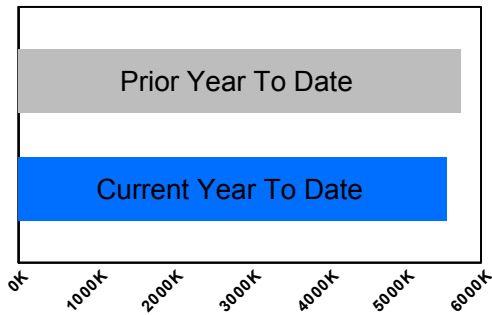 Prior Year To Date
Current Year To Date
0K 1000K 2000K 3000K 4000K 5000K 6000K